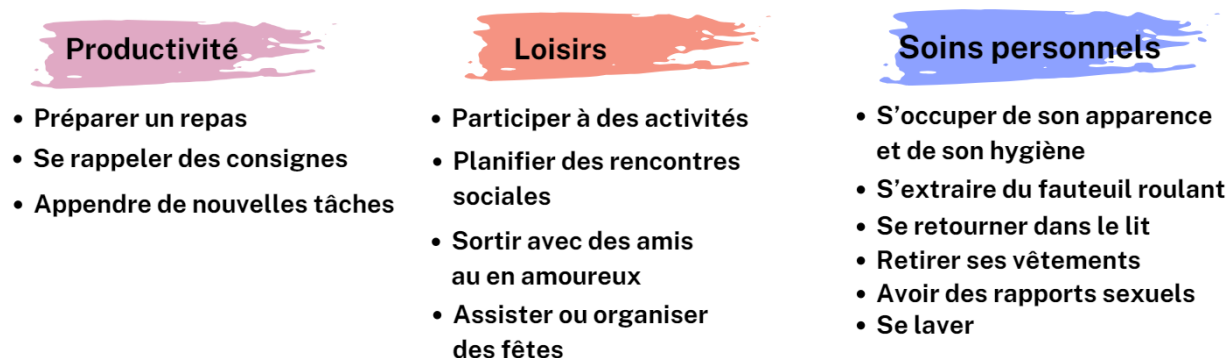 Productivité
• Préparer un repas
• Se rappeler des consignes
• Appendre de nouvelles tâches
Loisirs
• Participer à des activités
• Planifier des rencontres
sociales
• Sortir avec des amis
au en amoureux
• Assister ou organiser
des fêtes
Soins personnels
• S’occuper de son apparence
et de son hygiène
• S’extraire du fauteuil roulant
• Se retourner dans le lit
• Retirer ses vêtements
• Avoir des rapports sexuels
• Se laver